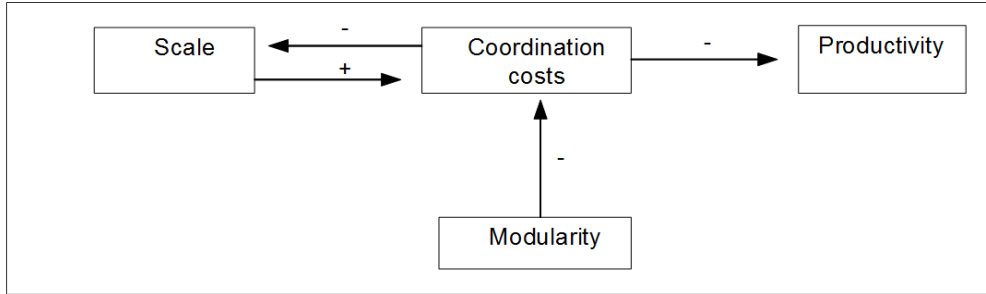 Scale
-
+
Coordination
costs
-
Productivity
-
Modularity